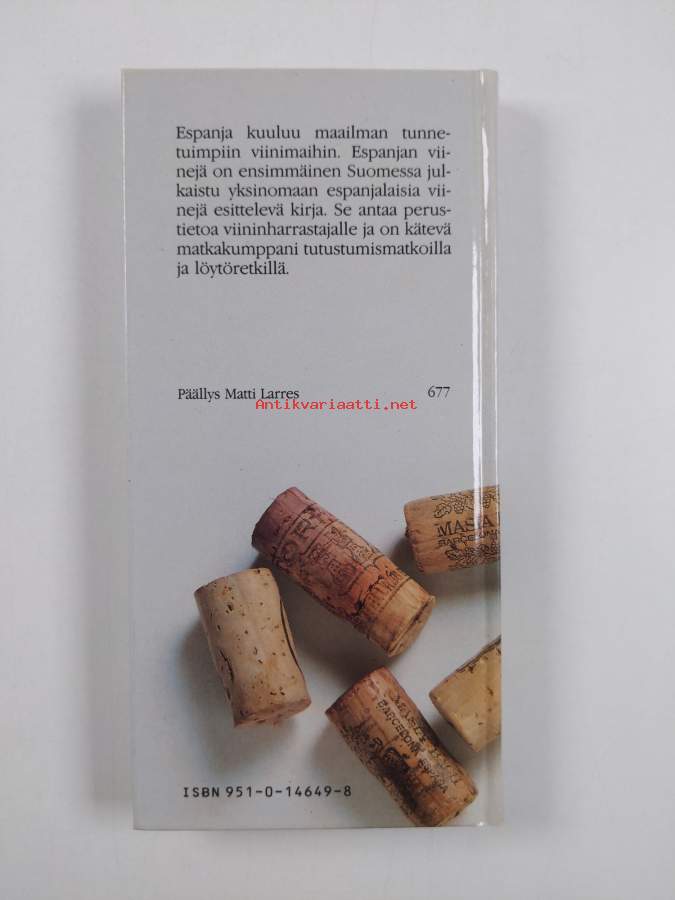 Espanja kuuluu maailman tunne-
tuimpiin viinimaihin. Espanjan vii-
nejä on ensimmäinen Suomessa jul-
kaistu yksinomaan espanjalaisia vii-
nejä esittelevä kirja. Se antaa perus-
tietoa viininharrastajalle ja on kätevä
matkakumppani tutustumismatkoilla
ja löytöretkillä.
Päällys Matti Larres 677
Antikvariaatti.net
MASIA
BARCELONA
BARCELONA
ISBN 951-0-14649-8